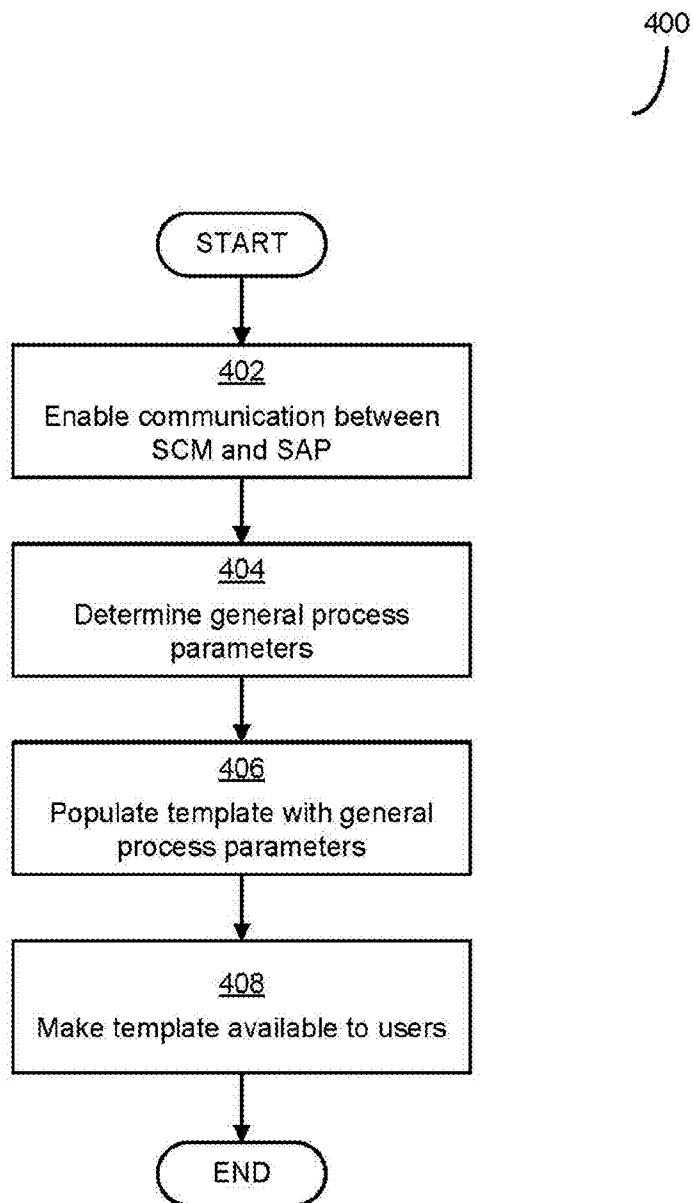 400
START
402
Enable communication between
SCM and SAP
404
Determine general process
parameters
406
Populate template with general
process parameters
408
Make template available to users
END